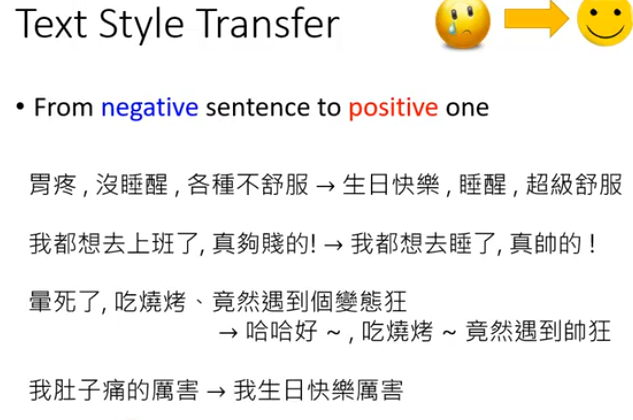 Text Style Transfer
• From negative sentence to positive one
胃疼 , 沒睡醒 , 各種不舒服 → 生日快樂 , 睡醒 , 超級舒服
我都想去上班了, 真夠賤的! → 我都想去睡了, 真帥的 !
暈死了, 吃燒烤、竟然遇到個變態狂
→ 哈哈好 ~ , 吃燒烤 ~ 竟然遇到帥狂
我肚子痛的厲害 → 我生日快樂厲害